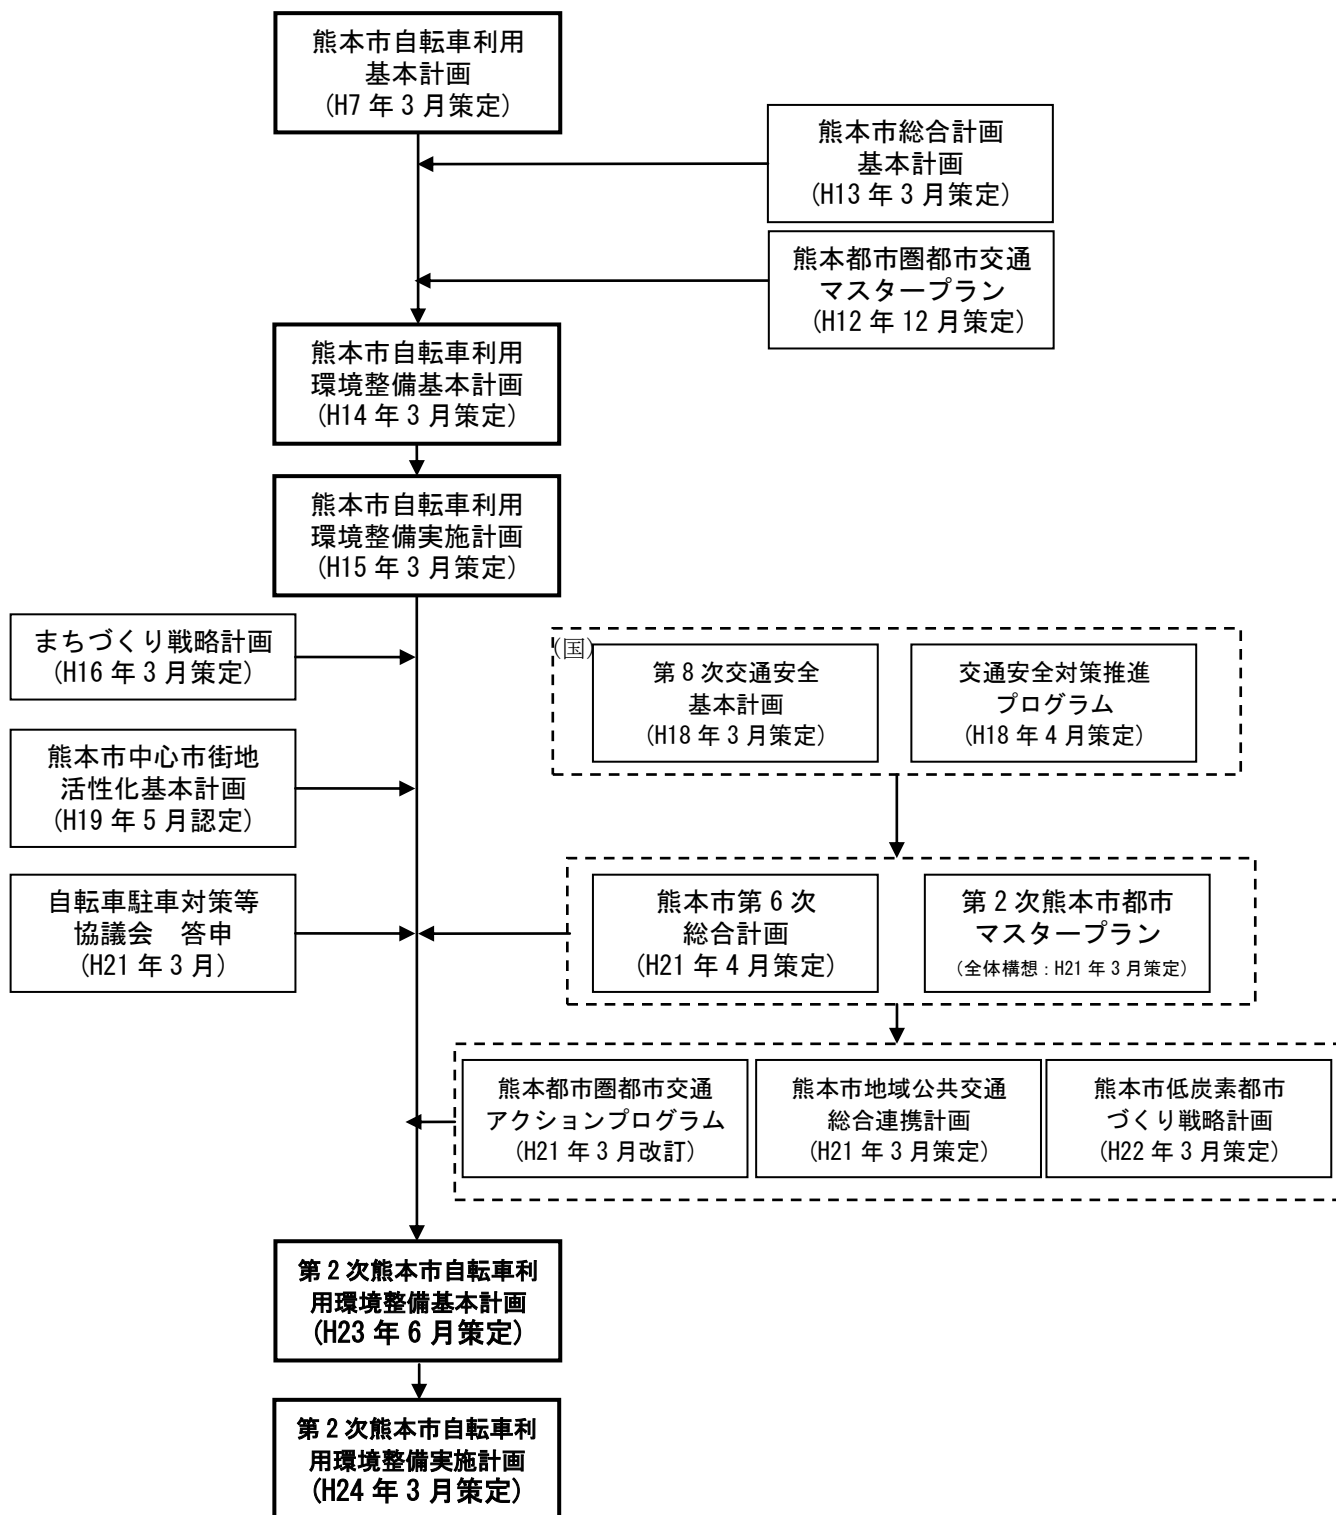 熊本市自転車利用
基本計画
(H7 年 3 月策定)
熊本市総合計画
基本計画
(H13 年 3 月策定)
熊本都市圏都市交通
マスタープラン
(H12 年 12 月策定)
熊本市自転車利用
環境整備基本計画
(H14 年 3 月策定)
熊本市自転車利用
環境整備実施計画
(H15 年 3 月策定)
まちづくり戦略計画
(H16 年 3 月策定)
(国)
第 8 次交通安全
基本計画
(H18 年 3 月策定)
交通安全対策推進
プログラム
(H18 年 4 月策定)
熊本市中心市街地
活性化基本計画
(H19 年 5 月認定)
自転車駐車対策等
協議会 答申
(H21 年 3 月)
熊本市第 6 次
総合計画
(H21 年 4 月策定)
第 2 次熊本市都市
マスタープラン
(全体構想：H21 年 3 月策定)
熊本都市圏都市交通
アクションプログラム
(H21 年 3 月改訂)
熊本市地域公共交通
総合連携計画
(H21 年 3 月策定)
熊本市低炭素都市
づくり戦略計画
(H22 年 3 月策定)
第 2 次熊本市自転車利
用環境整備基本計画
(H23 年 6 月策定)
第 2 次熊本市自転車利
用環境整備実施計画
(H24 年 3 月策定)